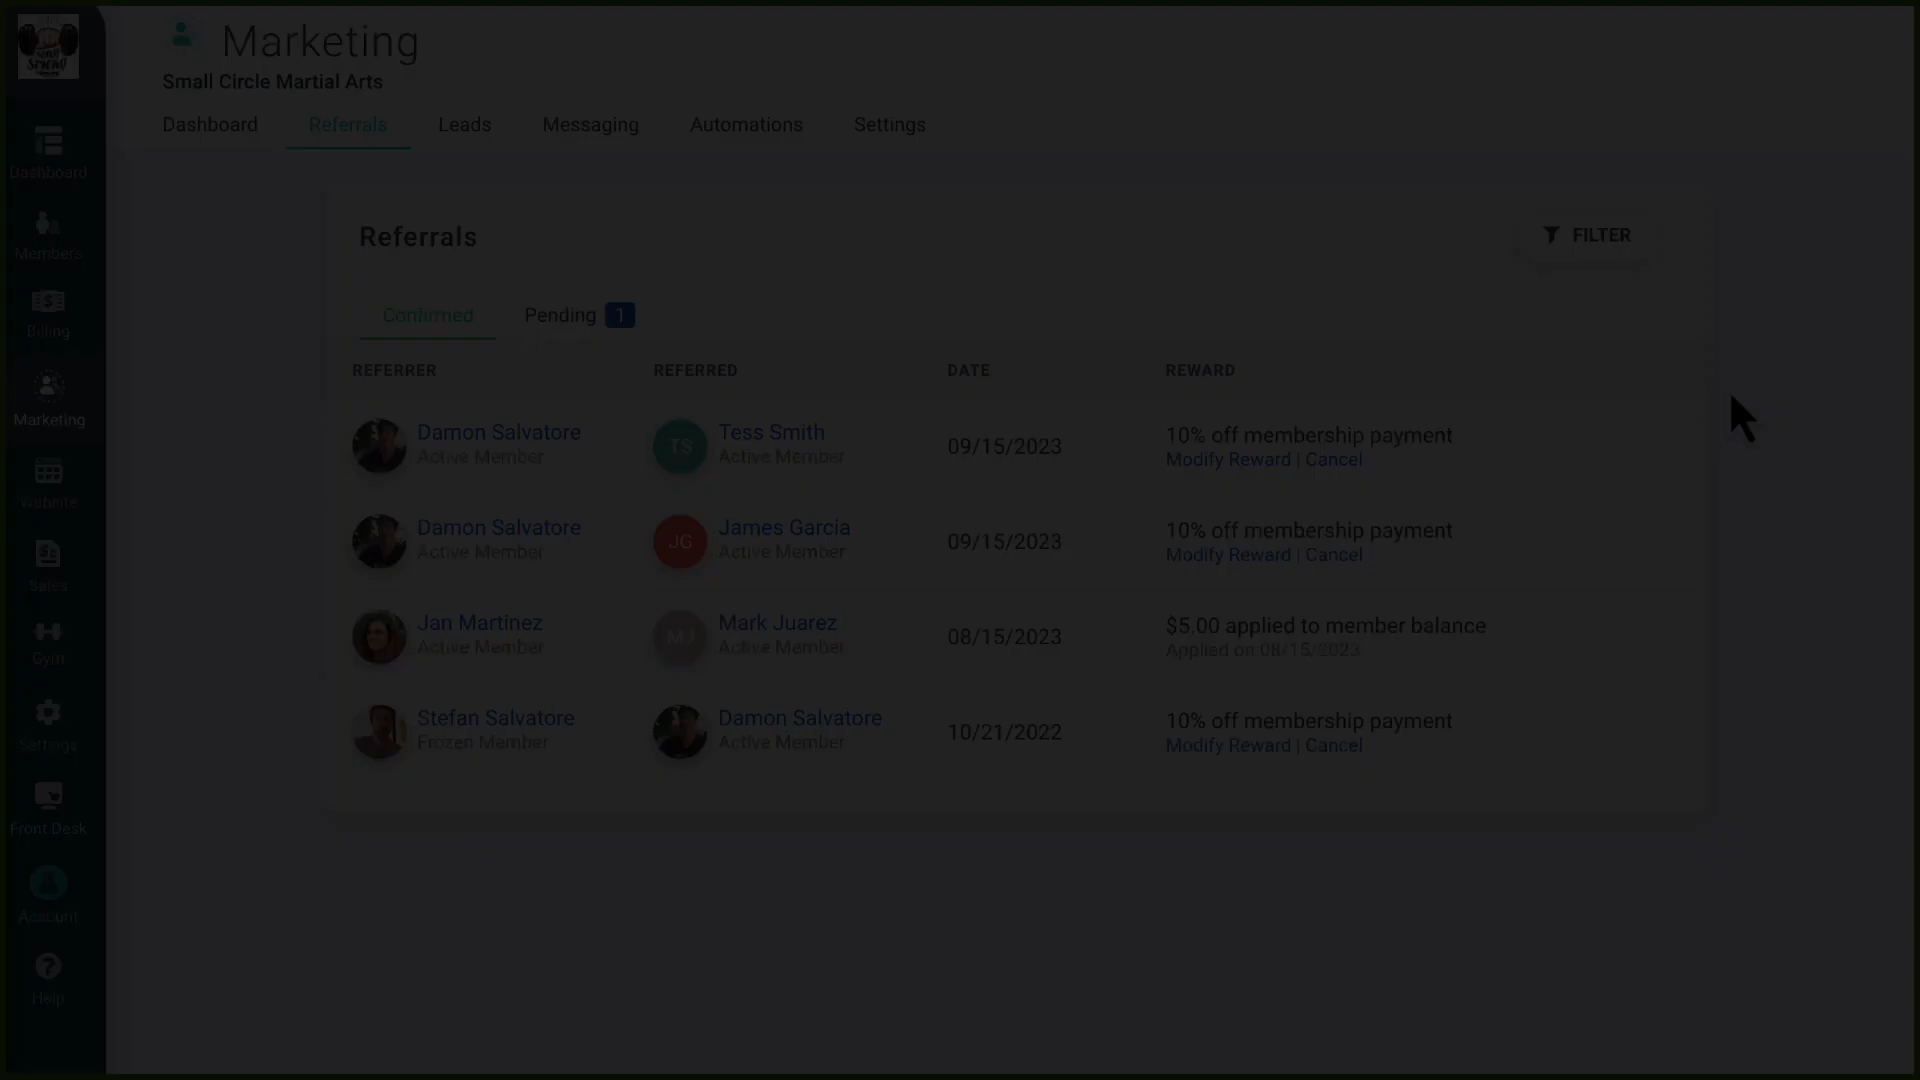 Marketing
Small Circle Martial Arts
Dashboard Referrals Leads Messaging Automations Settings
Dashboard
Members
Billing
Marketing
Website
Sales
Gym
Settings
Front Desk
Account
Help
Referrals
FILTER
Confirmed Pending 1
REFERRER REFERRED DATE REWARD
Damon Salvatore TS Tess Smith 09/15/2023 10% off membership payment
Active Member Active Member Modify Reward | Cancel
Damon Salvatore JG James Garcia 09/15/2023 10% off membership payment
Active Member Active Member Modify Reward | Cancel
Jan Martinez MJ Mark Juarez 08/15/2023 $5.00 applied to member balance
Active Member Active Member Applied on 08/15/2023
Stefan Salvatore Damon Salvatore 10/21/2022 10% off membership payment
Frozen Member Active Member Modify Reward | Cancel